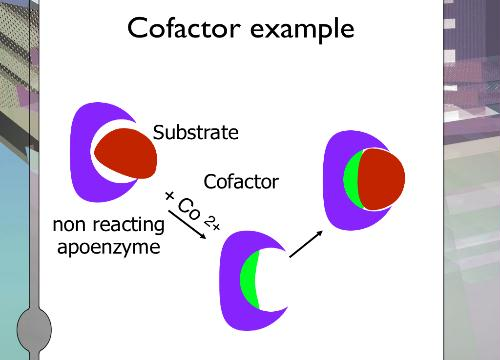 Cofactor example
Substrate
Cofactor
+ Co 2+
non reacting
apoenzyme